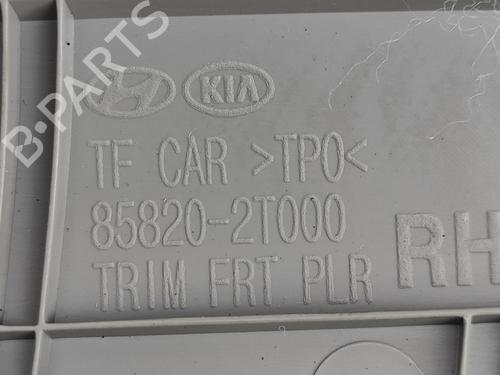 B-PARTS
KIA
TF CAR >TPO<
85820-2T000
TRIM FRT PLR
RH